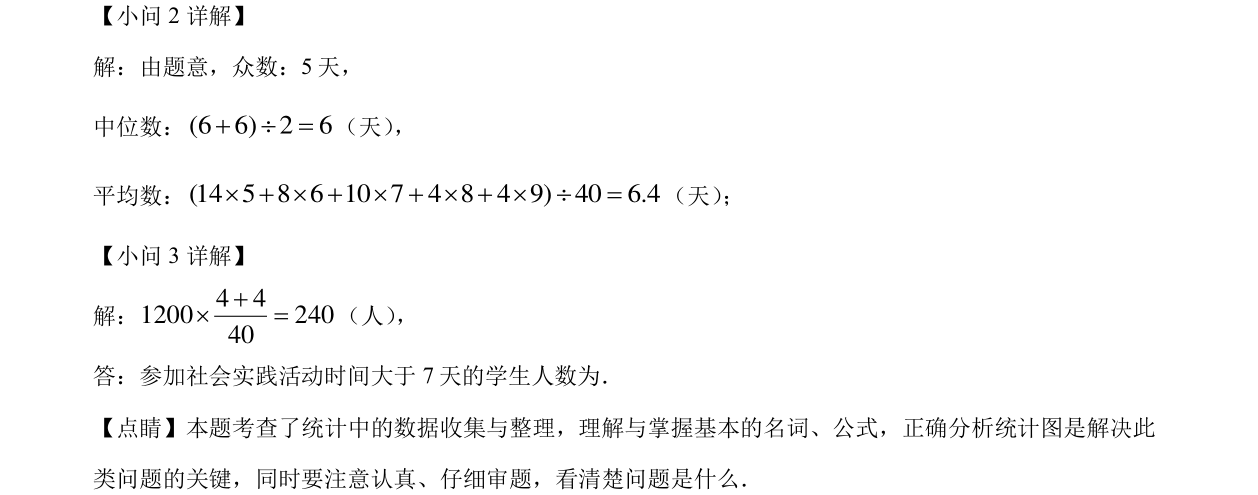 【小问 2 详解】
解：由题意，众数：5 天，
中位数：(6+6)÷2=6（天），
平均数：(14×5+8×6+10×7+4×8+4×9)÷40=6.4（天）；
【小问 3 详解】
解：1200×\frac{4+4}{40}=240（人），
答：参加社会实践活动时间大于 7 天的学生人数为．
【点睛】本题考查了统计中的数据收集与整理，理解与掌握基本的名词、公式，正确分析统计图是解决此
类问题的关键，同时要注意认真、仔细审题，看清楚问题是什么．